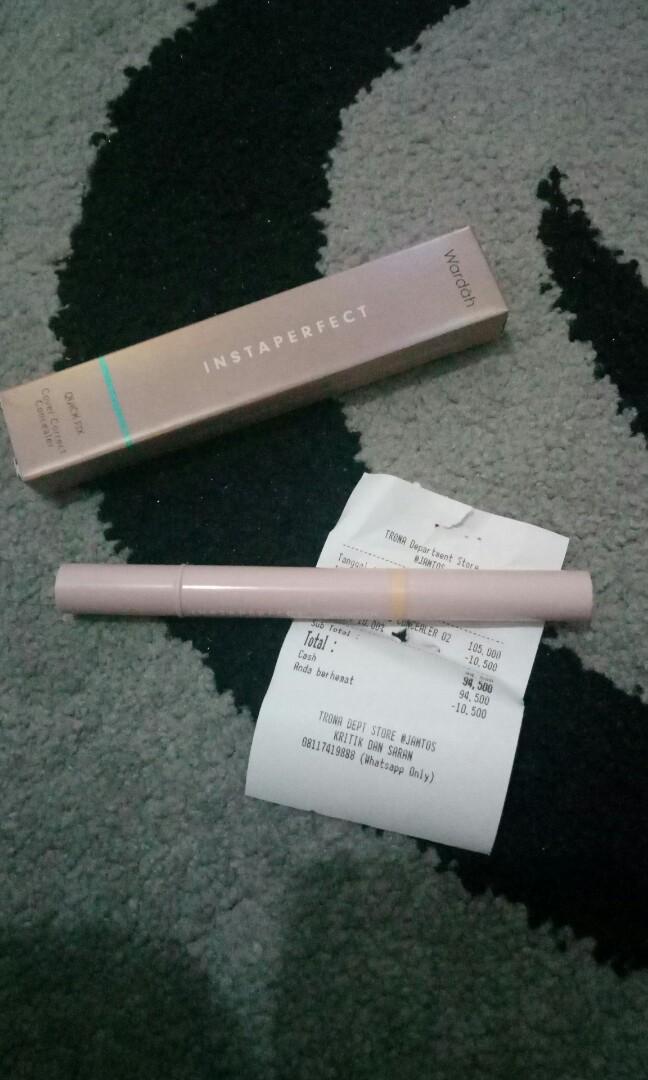 Wardah
INSTAPERFECT
QUICK FIX
Cover Correct
Concealer
TRONA Department Store
@JAMTOS
Tanggal
CONCEALER 02 105,000
-10,500
Sub Total :
Total : 94,500
Cash 94,500
Anda berhemat -10,500
TRONA DEPT STORE @JAMTOS
KRITIK DAN SARAN
08117419888 (Whatsapp Only)